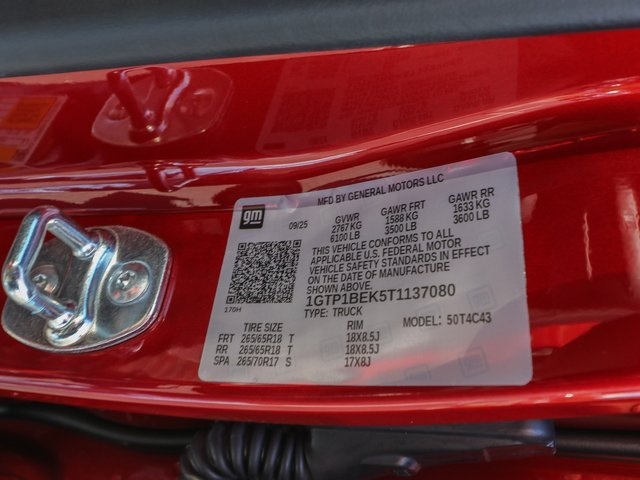 MFD BY GENERAL MOTORS LLC
gm 09/25 GVWR GAWR FRT GAWR RR
2767 KG 1588 KG 1633 KG
6100 LB 3500 LB 3600 LB
THIS VEHICLE CONFORMS TO ALL
APPLICABLE U.S. FEDERAL MOTOR
VEHICLE SAFETY STANDARDS IN EFFECT
ON THE DATE OF MANUFACTURE
SHOWN ABOVE.
170H
1GTP1BEK5T1137080
TYPE: TRUCK
MODEL: 50T4C43
TIRE SIZE RIM
FRT 265/65R18 T 18X8.5J
RR 265/65R18 T 18X8.5J
SPA 265/70R17 S 17X8J